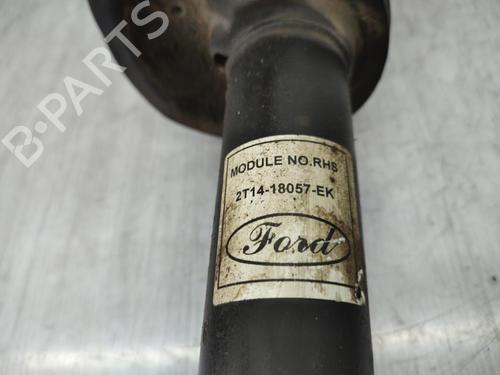 MODULE NO.RHS
2T14-18057-EK
Ford
B-PARTS